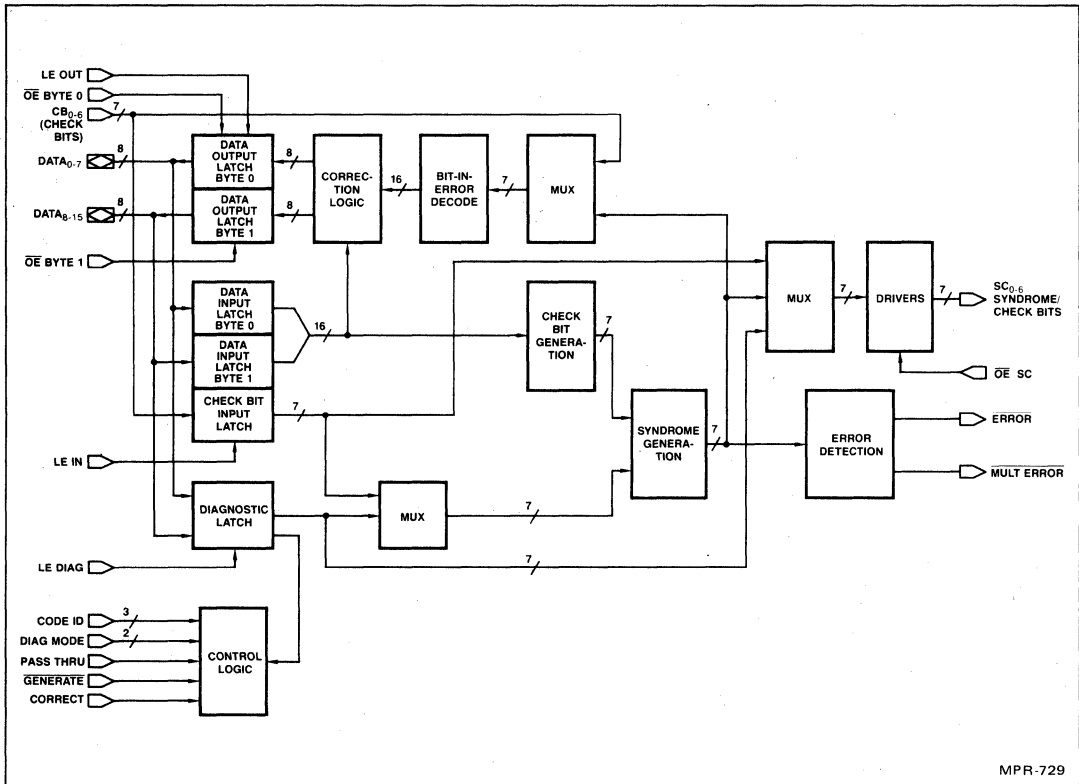 LE OUT
OE BYTE 0
CB0-6
(CHECK
BITS)
7
DATA0-7
8
DATA8-15
8
OE BYTE 1
DATA
OUTPUT
LATCH
BYTE 0
DATA
OUTPUT
LATCH
BYTE 1
8
8
CORREC-
TION
LOGIC
16
BIT-IN-
ERROR
DECODE
7
MUX
DATA
INPUT
LATCH
BYTE 0
DATA
INPUT
LATCH
BYTE 1
16
CHECK BIT
INPUT
LATCH
7
LE IN
CHECK
BIT
GENERATION
7
MUX
7
DRIVERS
7
SC0-6
SYNDROME/
CHECK BITS
OE SC
SYNDROME
GENERA-
TION
7
ERROR
DETECTION
ERROR
MULT ERROR
DIAGNOSTIC
LATCH
MUX
7
7
LE DIAG
CODE ID
3
DIAG MODE
2
PASS THRU
GENERATE
CORRECT
CONTROL
LOGIC
MPR-729